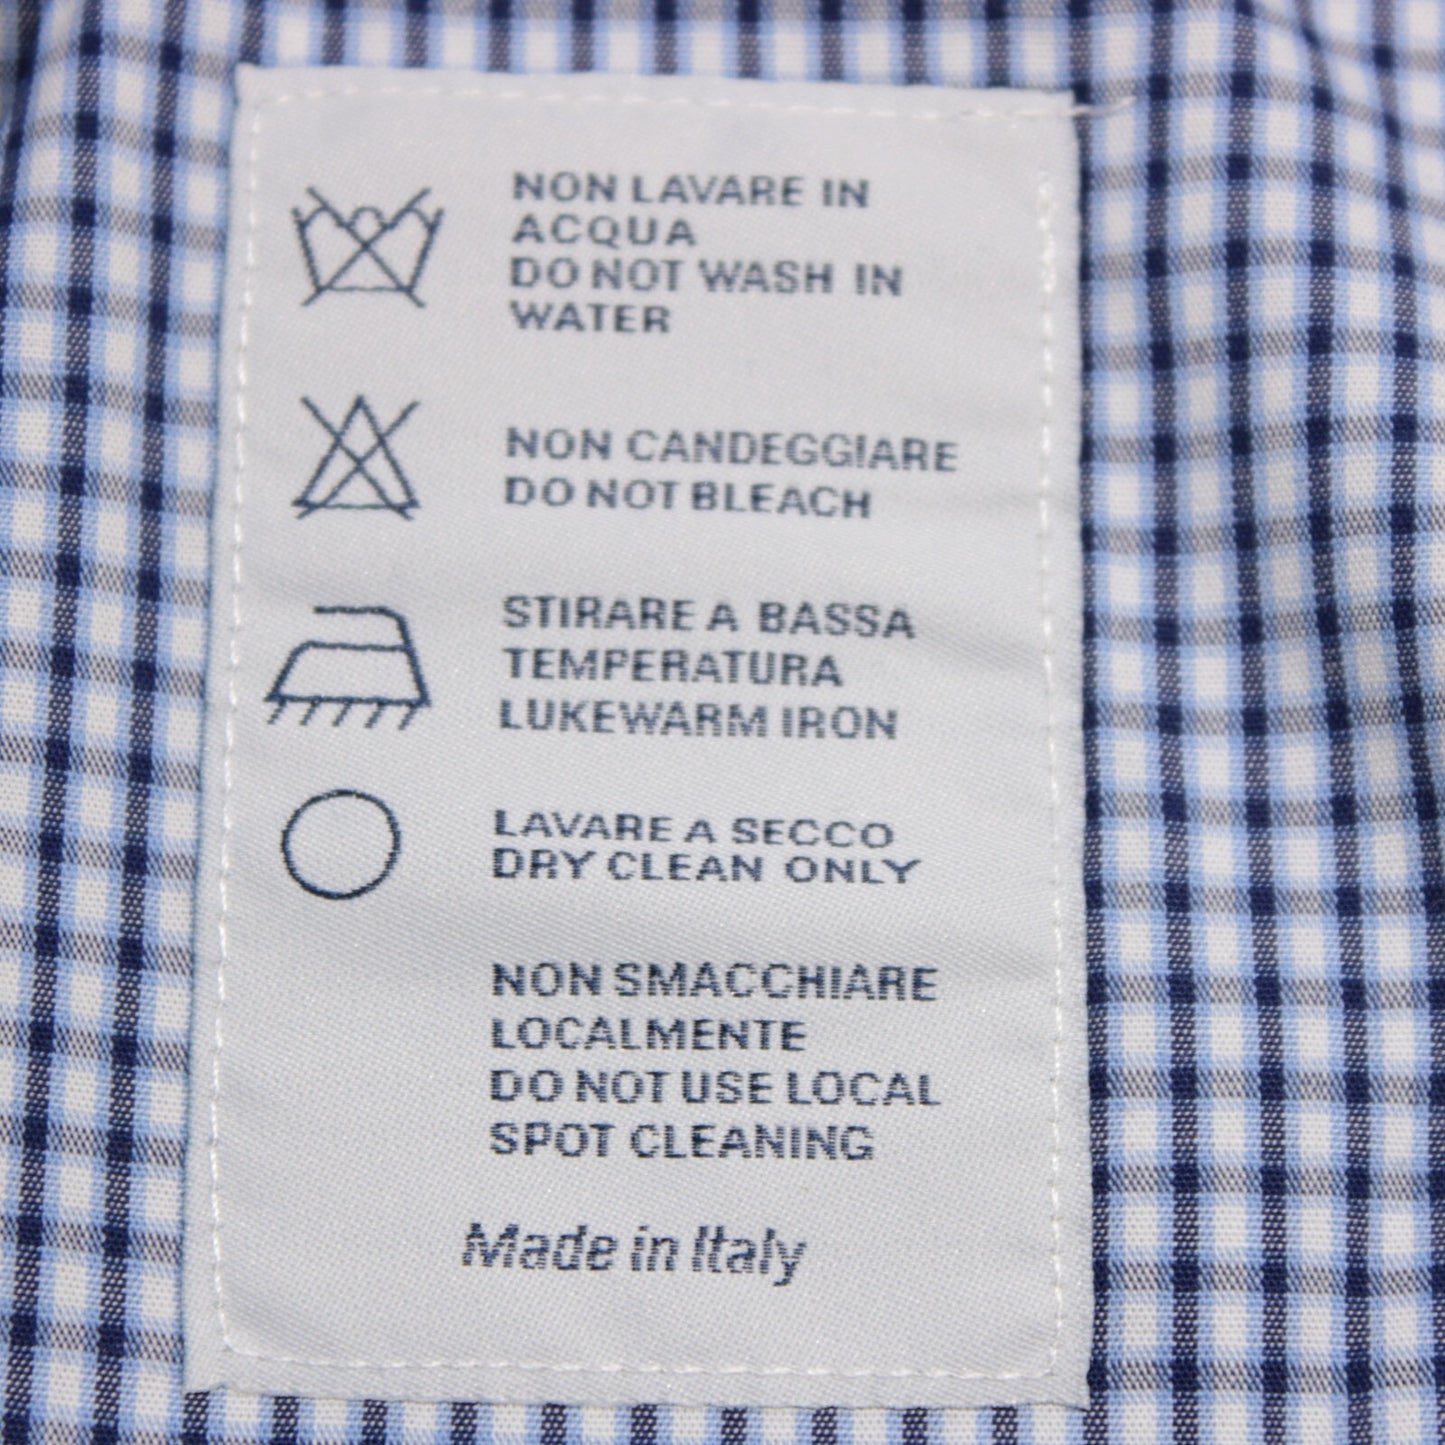 NON LAVARE IN
ACQUA
DO NOT WASH IN
WATER
NON CANDEGGIARE
DO NOT BLEACH
STIRARE A BASSA
TEMPERATURA
LUKEWARM IRON
LAVARE A SECCO
DRY CLEAN ONLY
NON SMACCHIARE
LOCALMENTE
DO NOT USE LOCAL
SPOT CLEANING
Made in Italy